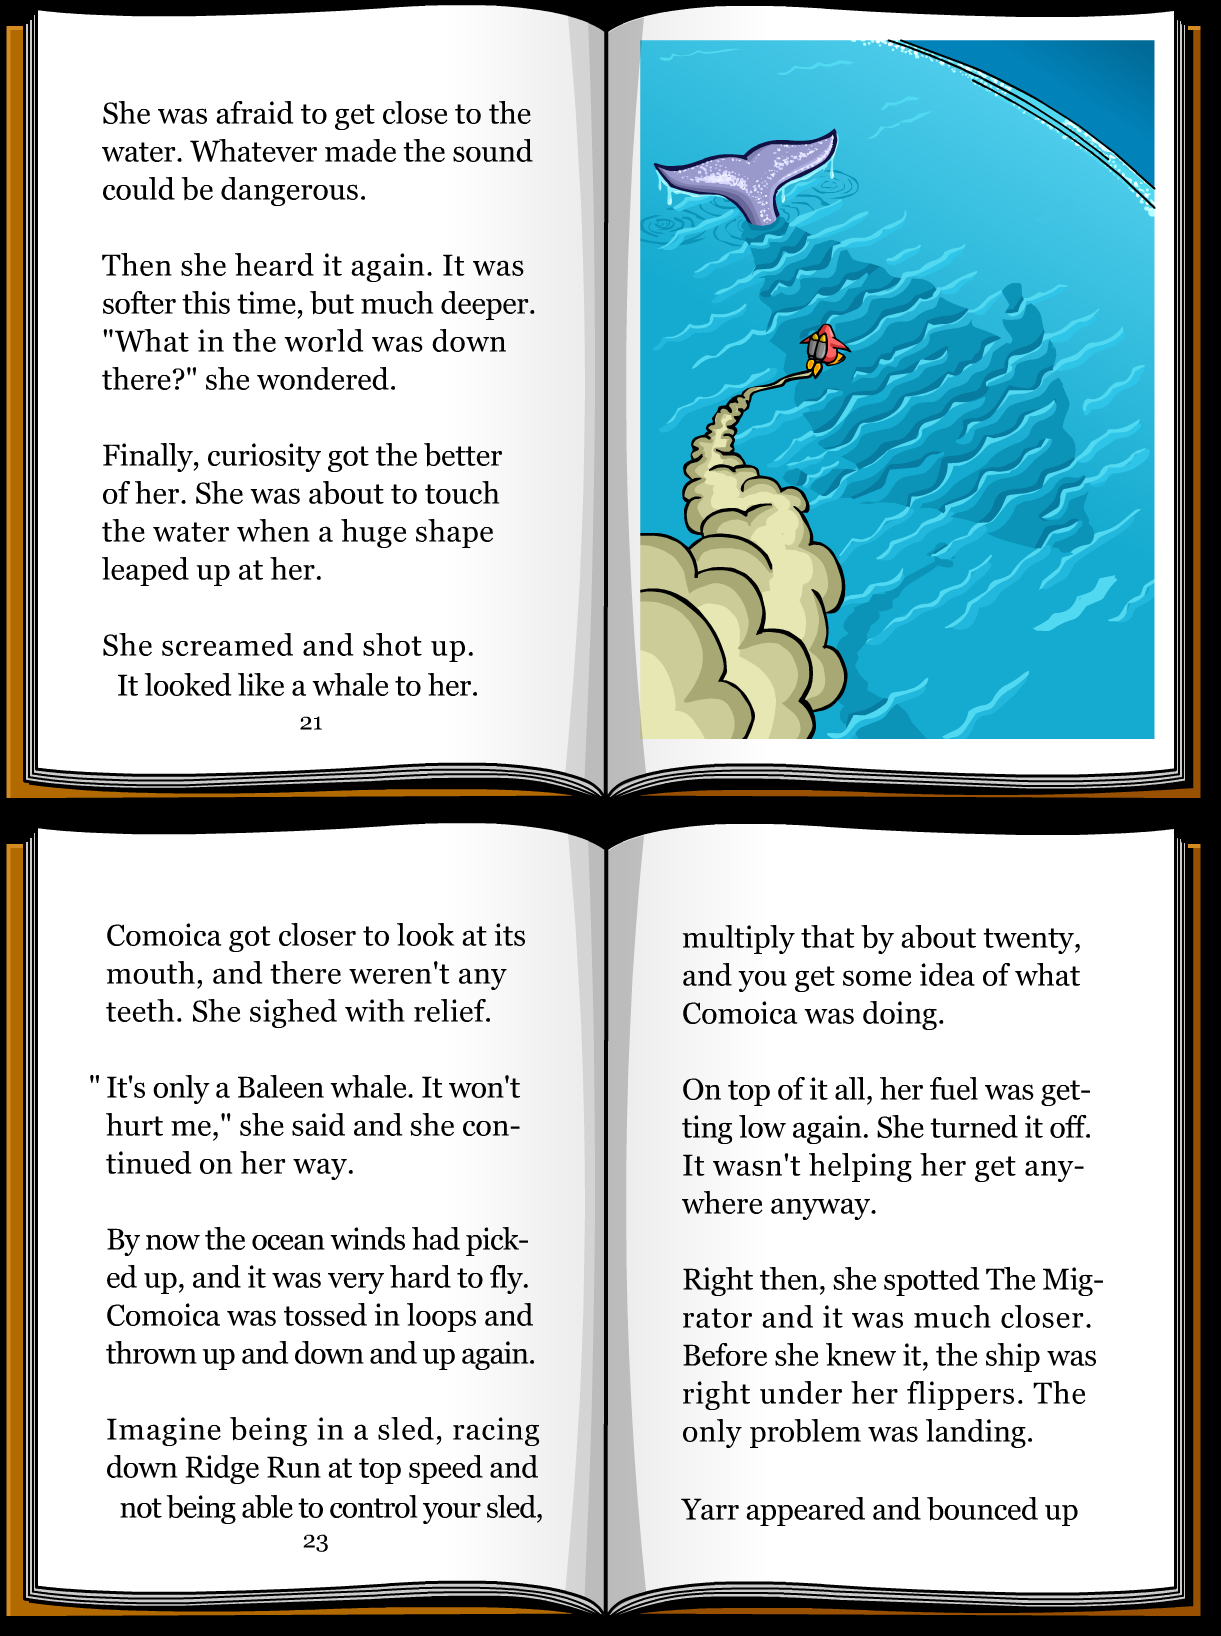 She was afraid to get close to the
water. Whatever made the sound
could be dangerous.
Then she heard it again. It was
softer this time, but much deeper.
"What in the world was down
there?" she wondered.
Finally, curiosity got the better
of her. She was about to touch
the water when a huge shape
leaped up at her.
She screamed and shot up.
It looked like a whale to her.
21
Comoica got closer to look at its
mouth, and there weren't any
teeth. She sighed with relief.
" It's only a Baleen whale. It won't
hurt me," she said and she con-
tinued on her way.
By now the ocean winds had pick-
ed up, and it was very hard to fly.
Comoica was tossed in loops and
thrown up and down and up again.
Imagine being in a sled, racing
down Ridge Run at top speed and
not being able to control your sled,
23
multiply that by about twenty,
and you get some idea of what
Comoica was doing.
On top of it all, her fuel was get-
ting low again. She turned it off.
It wasn't helping her get any-
where anyway.
Right then, she spotted The Mig-
rator and it was much closer.
Before she knew it, the ship was
right under her flippers. The
only problem was landing.
Yarr appeared and bounced up